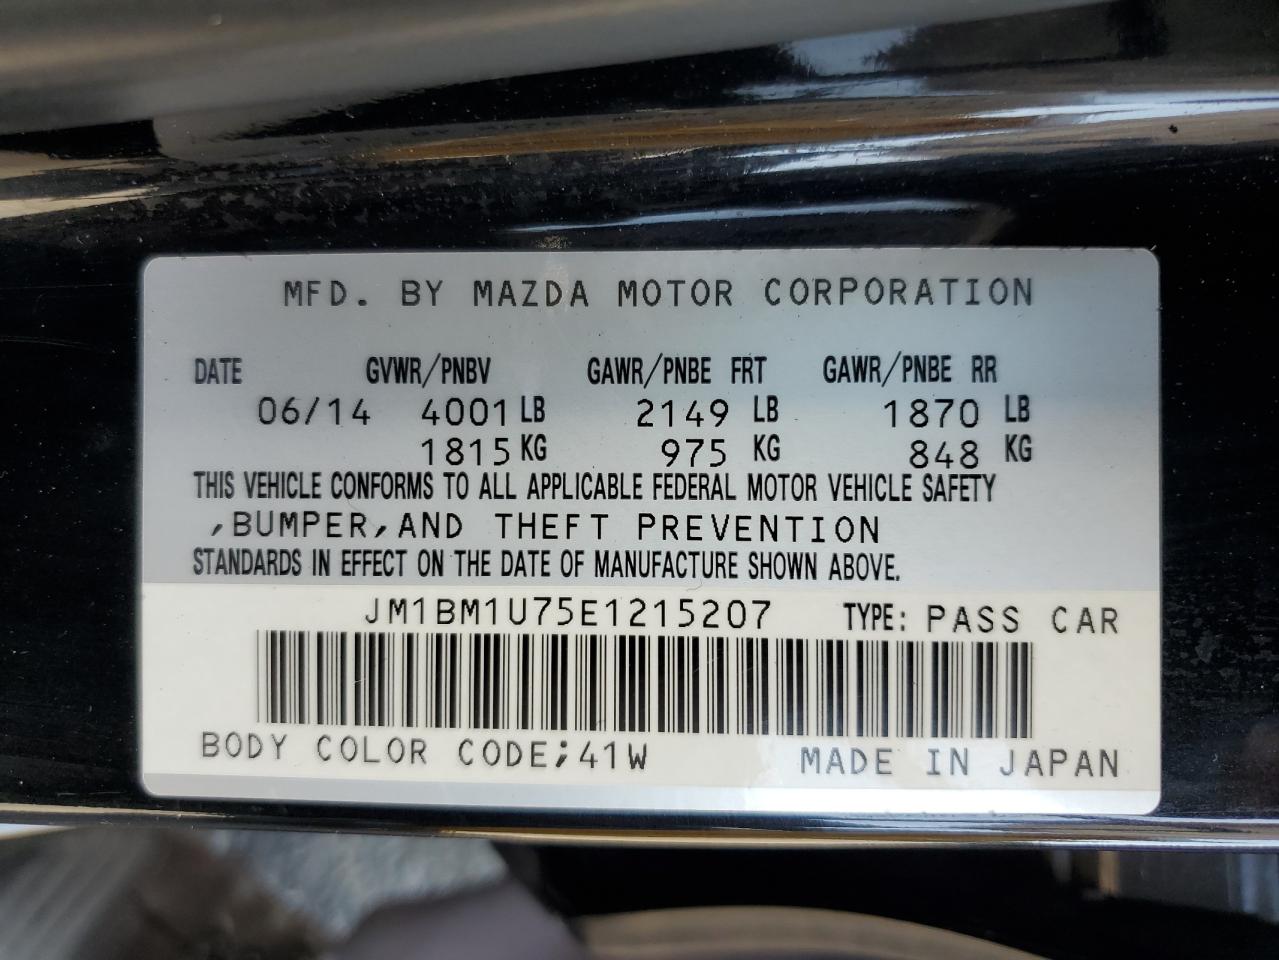 MFD. BY MAZDA MOTOR CORPORATION
DATE GVWR/PNBV GAWR/PNBE FRT GAWR/PNBE RR
06/14 4001 LB 2149 LB 1870 LB
1815 KG 975 KG 848 KG
THIS VEHICLE CONFORMS TO ALL APPLICABLE FEDERAL MOTOR VEHICLE SAFETY
,BUMPER,AND THEFT PREVENTION
STANDARDS IN EFFECT ON THE DATE OF MANUFACTURE SHOWN ABOVE.
JM1BM1U75E1215207 TYPE: PASS CAR
BODY COLOR CODE;41W MADE IN JAPAN